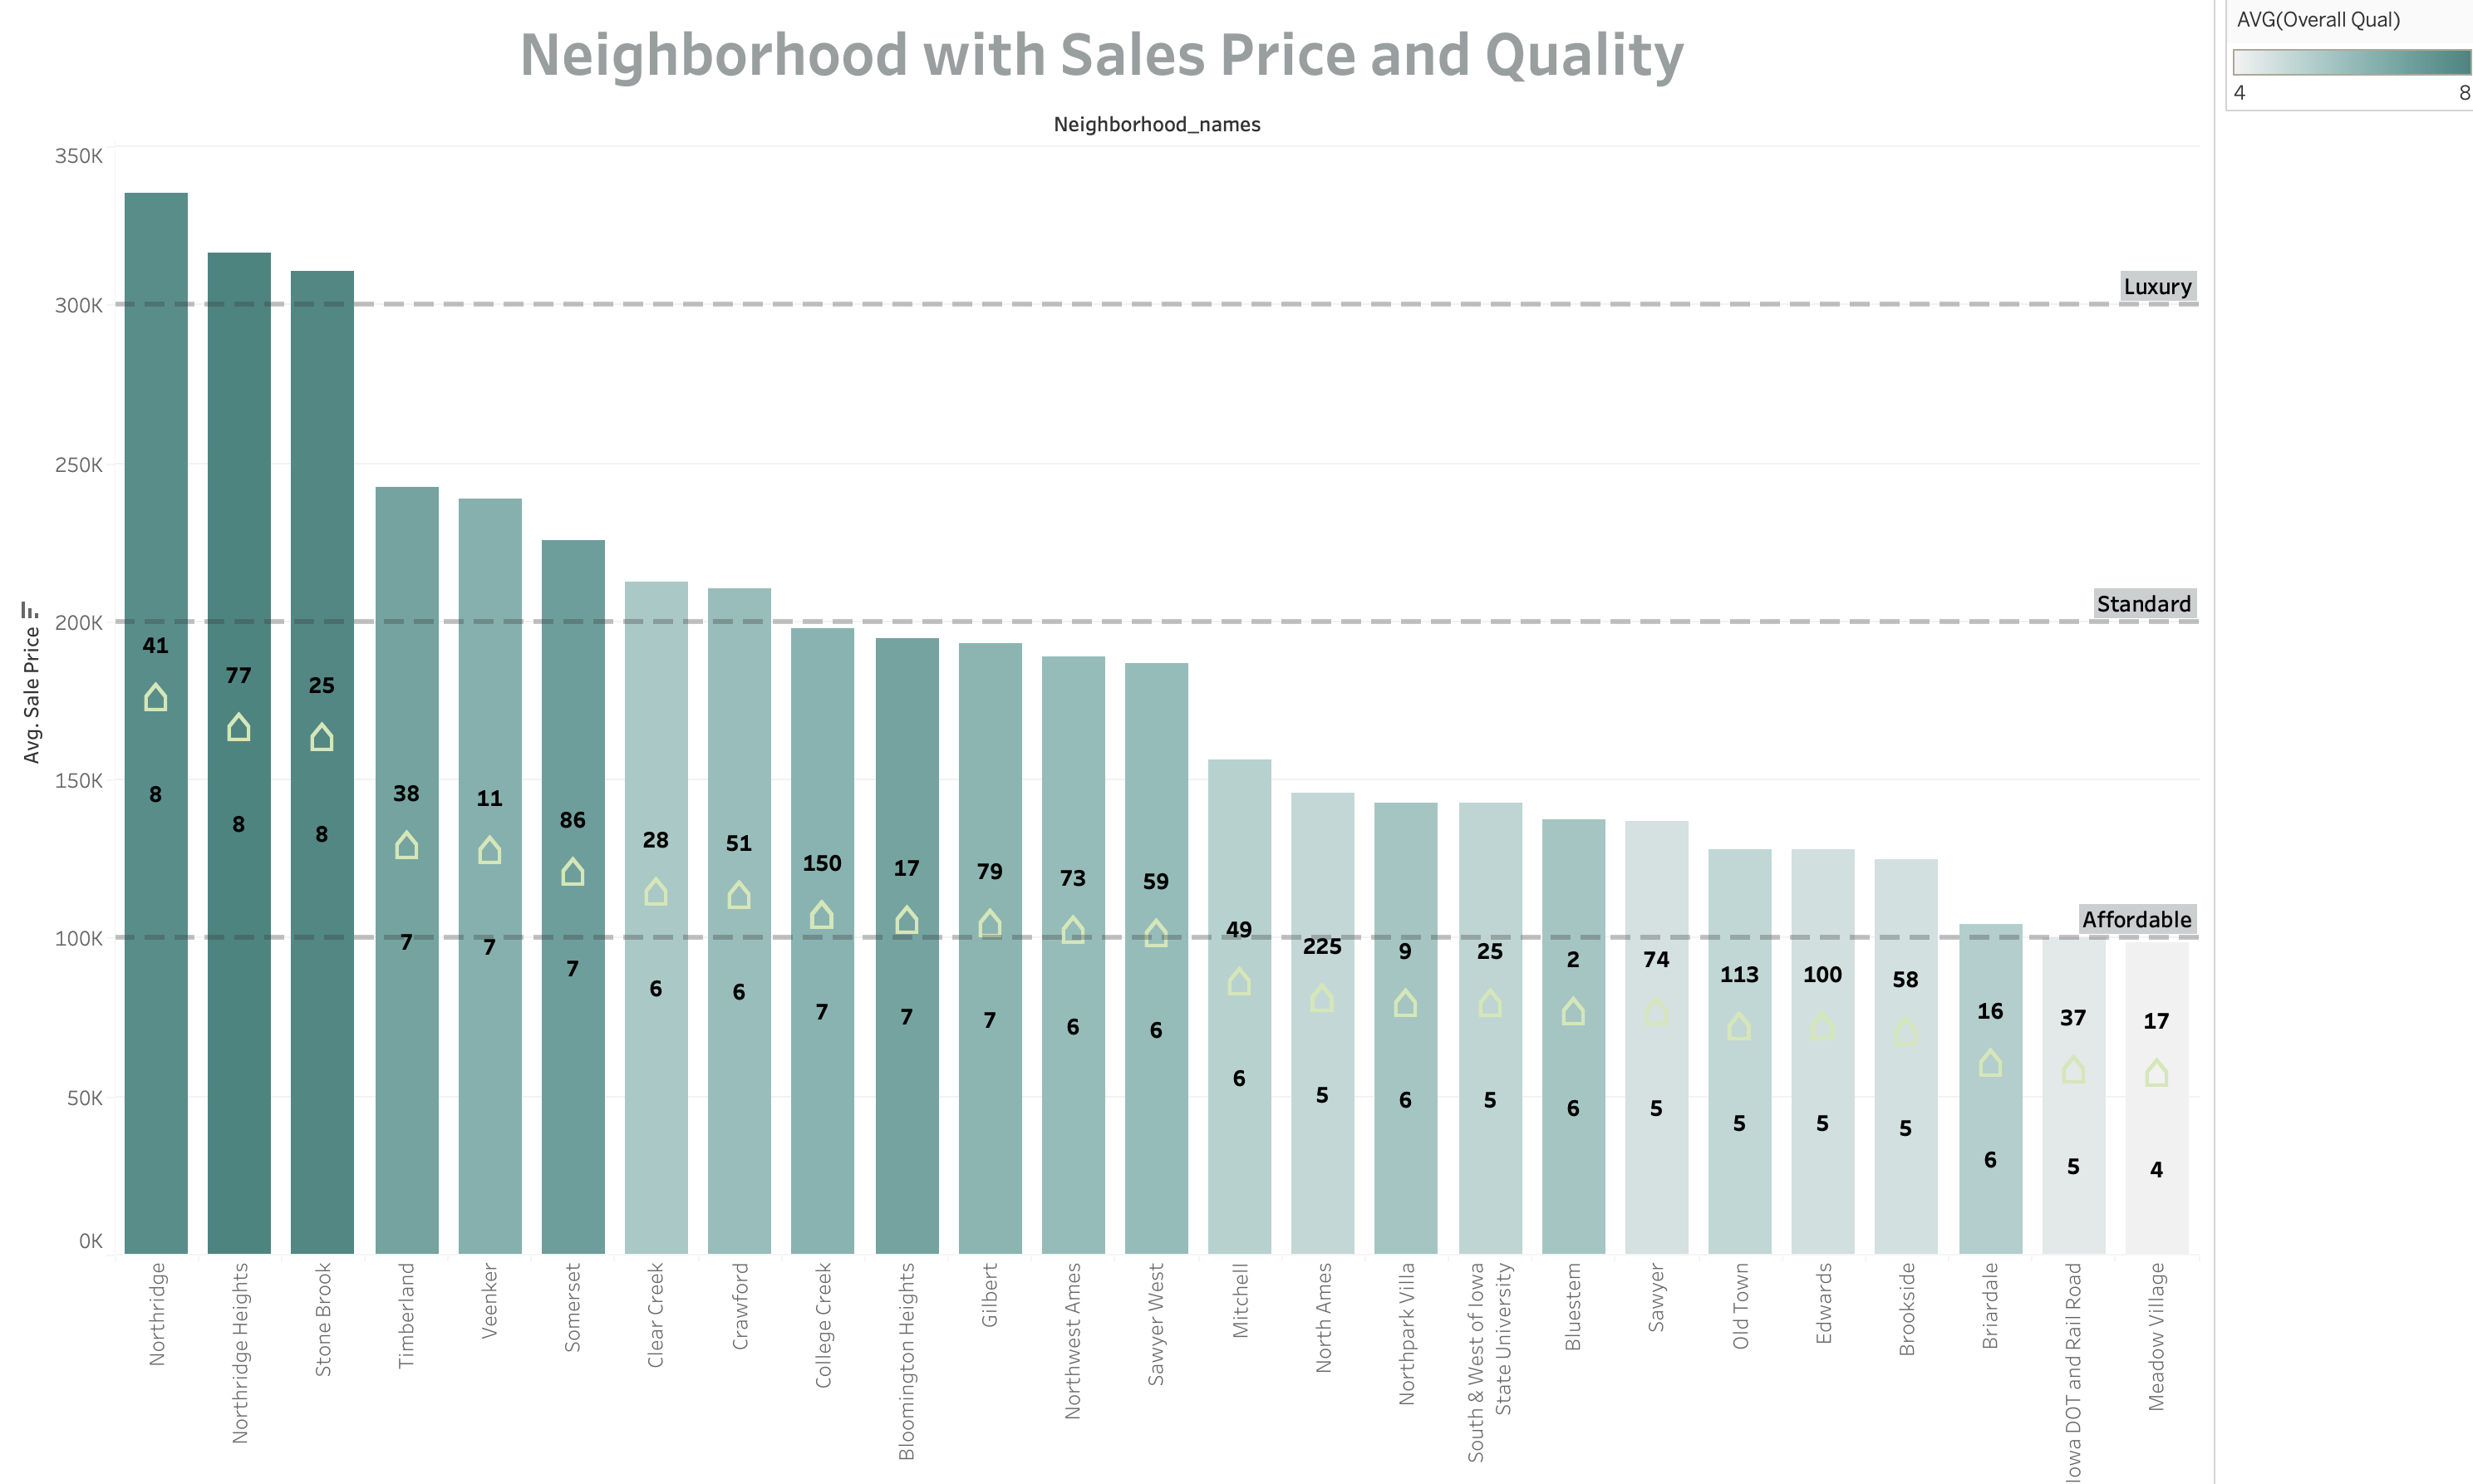 Neighborhood with Sales Price and Quality
AVG(Overall Qual)
4 8
Neighborhood_names
Avg. Sale Price
350K
300K
250K
200K
150K
100K
50K
0K
Luxury
Standard
Affordable
41
8
77
8
25
8
38
7
11
7
86
7
28
6
51
6
150
7
17
7
79
7
73
6
59
6
49
6
225
5
9
6
25
5
2
6
74
5
113
5
100
5
58
5
16
6
37
5
17
4
Northridge
Northridge Heights
Stone Brook
Timberland
Veenker
Somerset
Clear Creek
Crawford
College Creek
Bloomington Heights
Gilbert
Northwest Ames
Sawyer West
Mitchell
North Ames
Northpark Villa
South & West of Iowa
State University
Bluestem
Sawyer
Old Town
Edwards
Brookside
Briardale
Iowa DOT and Rail Road
Meadow Village